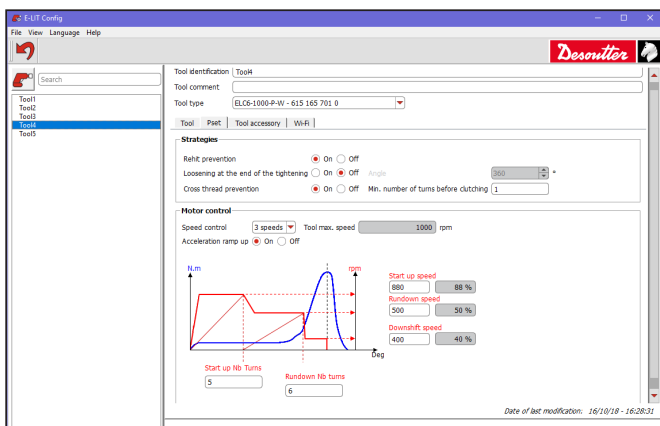 E-LIT Config
File View Language Help
Desoutter
Search
Tool1
Tool2
Tool3
Tool4
Tool5
Tool identification Tool4
Tool comment
Tool type ELC6-1000-P-W - 615 165 701 0
Tool Pset Tool accessory Wi-Fi
Strategies
Rehit prevention On Off
Loosening at the end of the tightening On Off Angle 360 °
Cross thread prevention On Off Min. number of turns before clutching 1
Motor control
Speed control 3 speeds Tool max. speed 1000 rpm
Acceleration ramp up On Off
N.m rpm
Start up speed
880 88 %
Rundown speed
500 50 %
Downshift speed
400 40 %
Deg
Start up Nb Turns
5
Rundown Nb turns
6
Date of last modification: 16/10/18 - 16:28:31